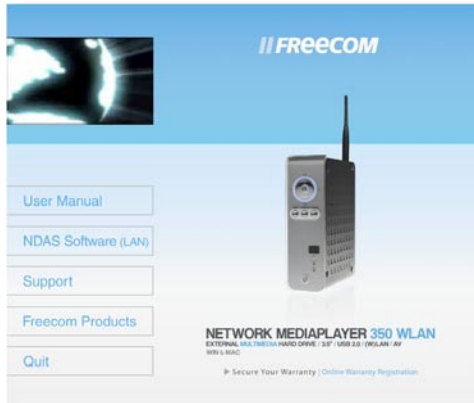 FREECOM
User Manual
NDAS Software (LAN)
Support
Freecom Products
Quit
NETWORK MEDIAPLAYER 350 WLAN
EXTERNAL MULTIMEDIA HARD DRIVE / 3.5" / USB 2.0 / (W)LAN / AV
WIN & MAC
Secure Your Warranty | Online Warranty Registration